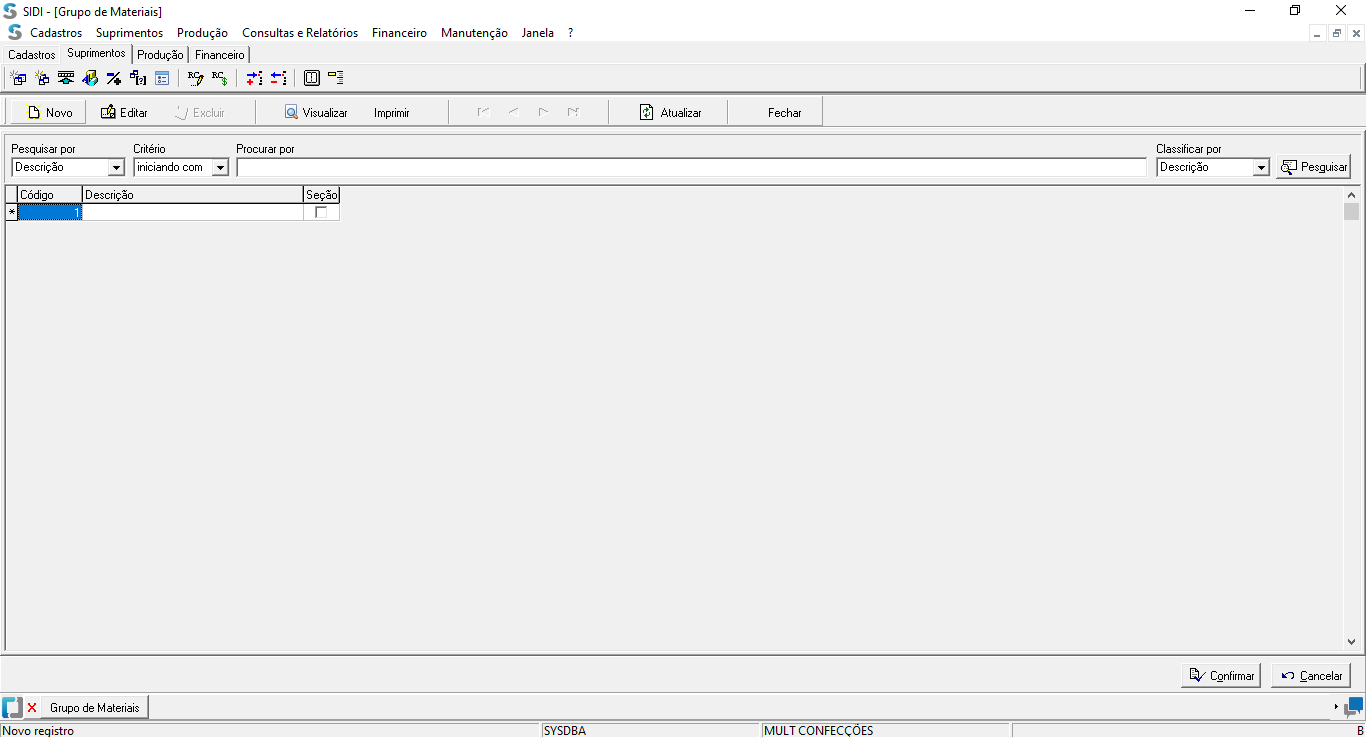 SIDI - [Grupo de Materiais]
Cadastros Suprimentos Produção Consultas e Relatórios Financeiro Manutenção Janela ?
Cadastros Suprimentos Produção Financeiro
Novo Editar Excluir Visualizar Imprimir Atualizar Fechar
Pesquisar por Critério Procurar por Classificar por
Descrição iniciando com Descrição Pesquisar
Código Descrição Seção
* 1
Confirmar Cancelar
Grupo de Materiais
Novo registro SYSDBA MULT CONFECÇÕES B